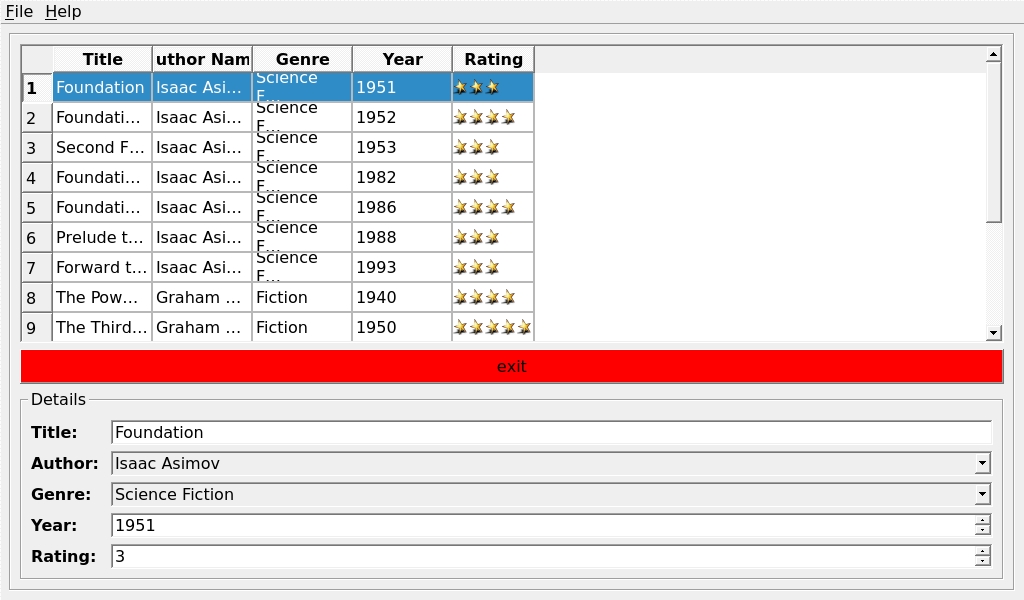 File Help
Title uthor Nam Genre Year Rating
1 Foundation Isaac Asi... Science F... 1951
2 Foundati... Isaac Asi... Science F... 1952
3 Second F... Isaac Asi... Science F... 1953
4 Foundati... Isaac Asi... Science F... 1982
5 Foundati... Isaac Asi... Science F... 1986
6 Prelude t... Isaac Asi... Science F... 1988
7 Forward t... Isaac Asi... Science F... 1993
8 The Pow... Graham ... Fiction 1940
9 The Third... Graham ... Fiction 1950
exit
Details
Title: Foundation
Author: Isaac Asimov
Genre: Science Fiction
Year: 1951
Rating: 3